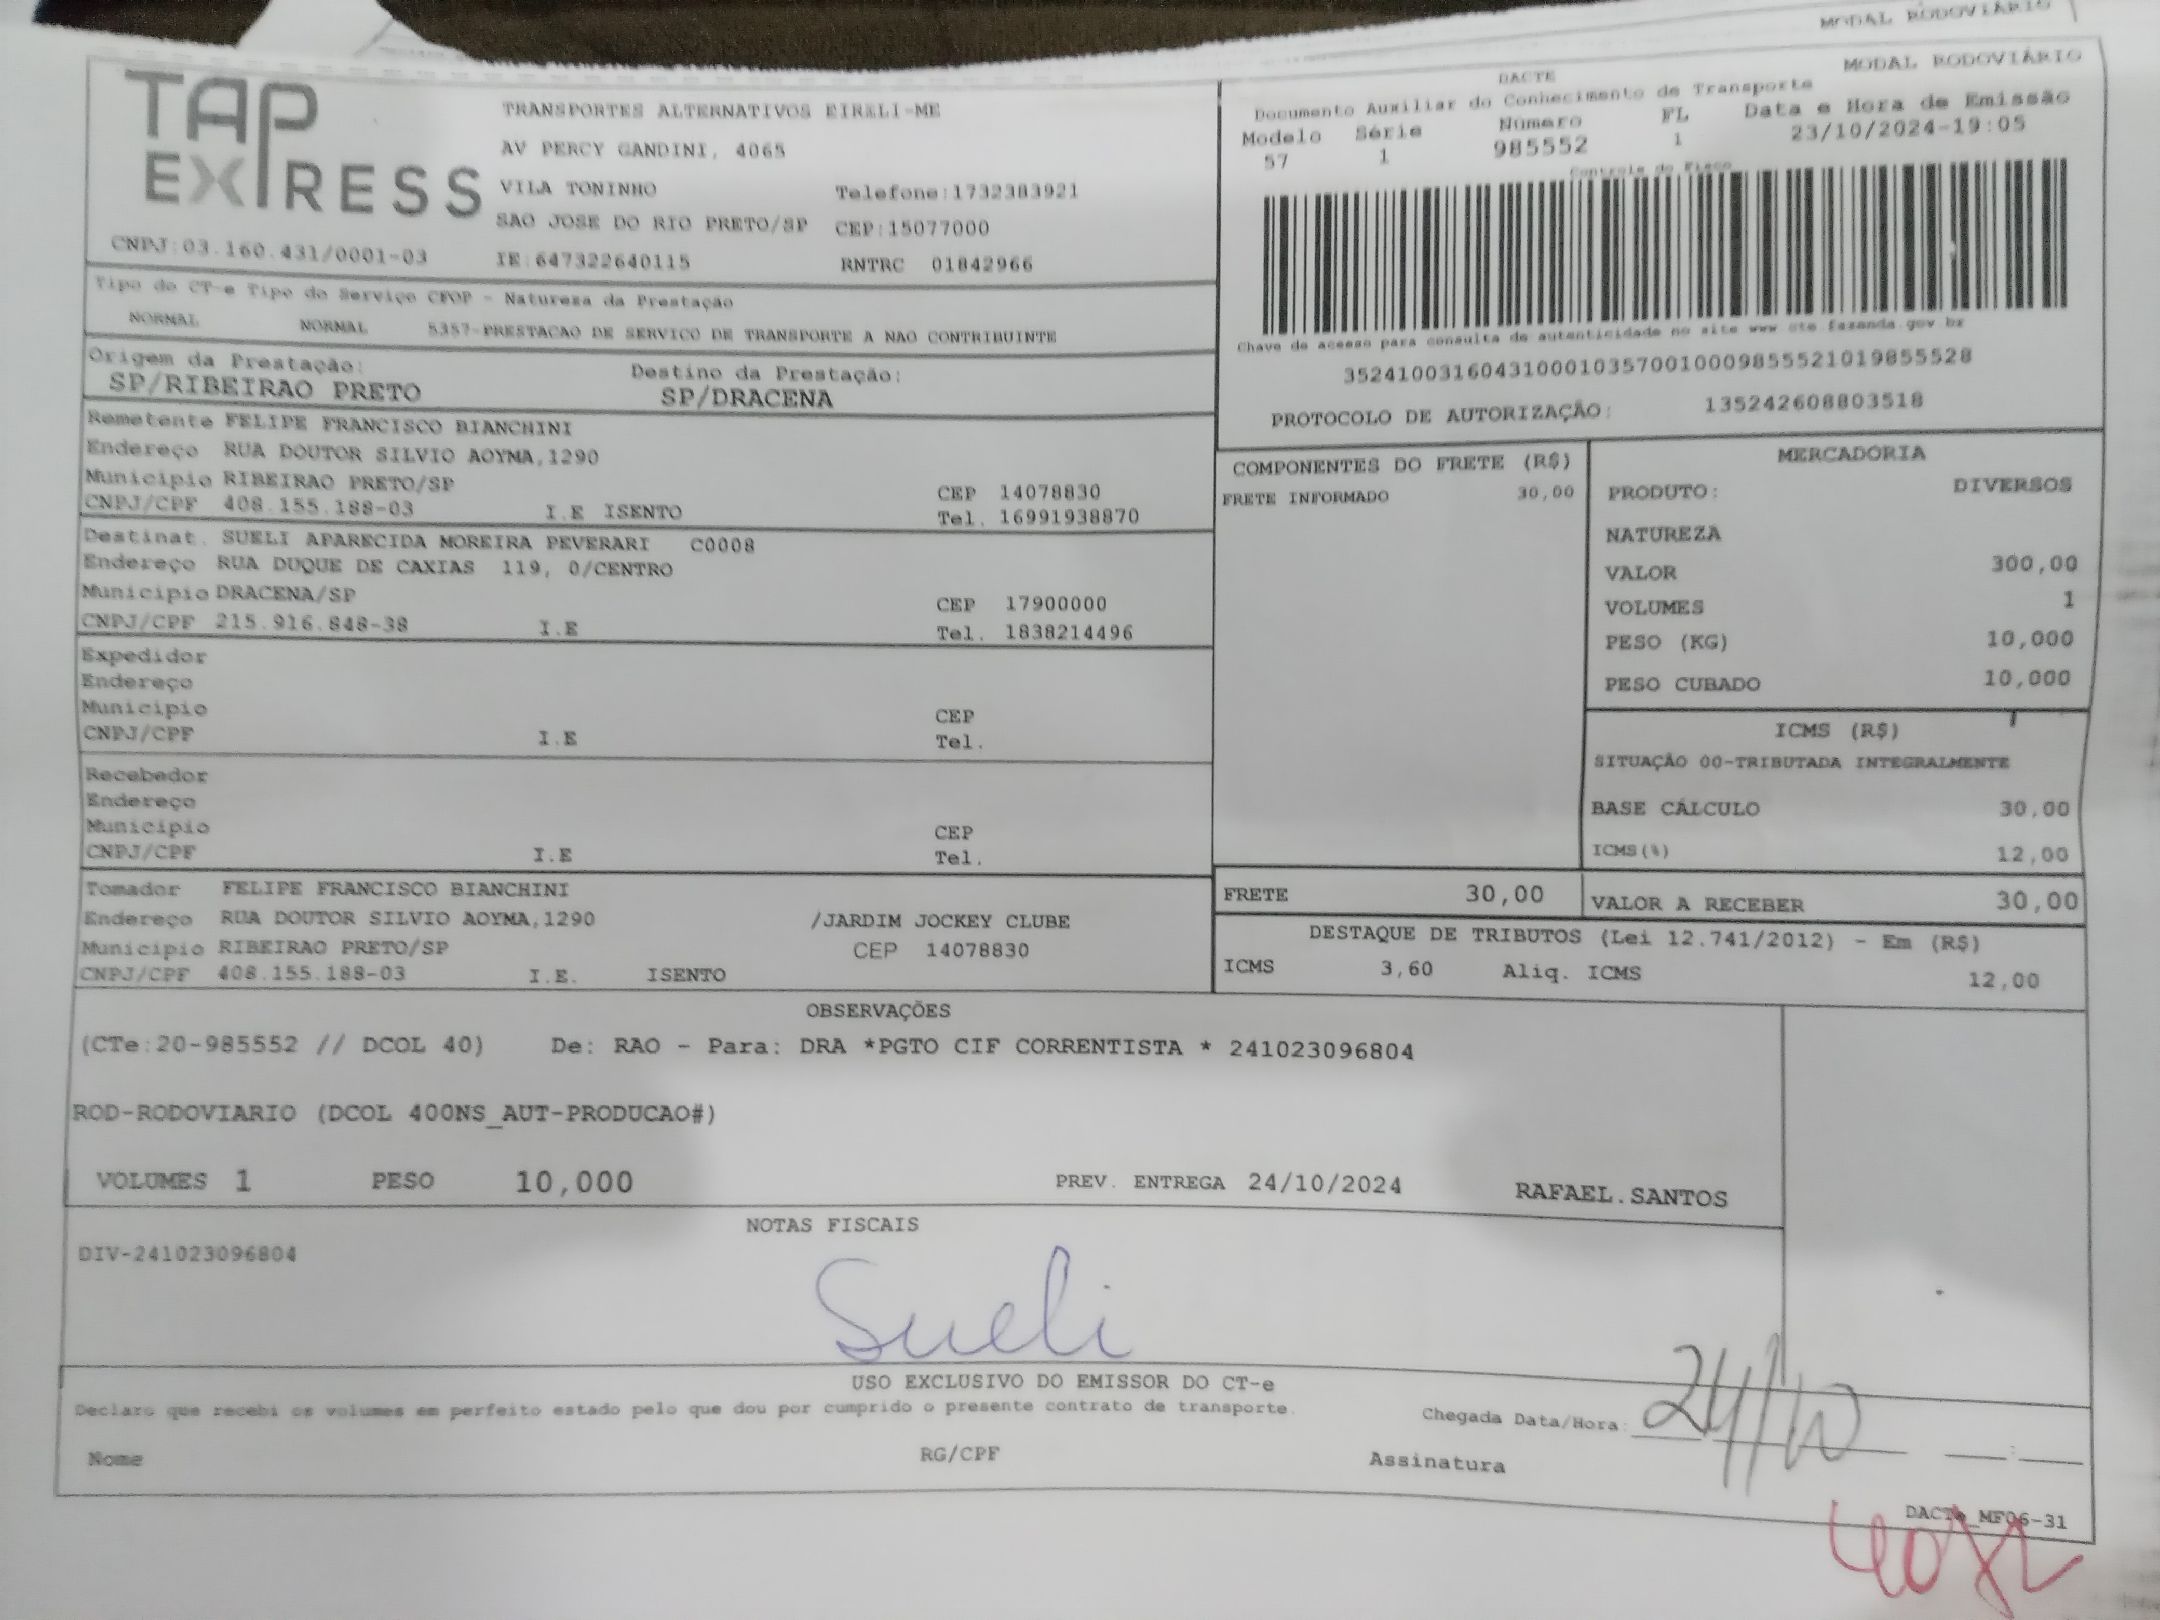 MODAL RODOVIÁRIO
TAP
EXPRESS
CNPJ:03.160.431/0001-03
TRANSPORTES ALTERNATIVOS EIRELI-ME
AV PERCY GANDINI, 4065
VILA TONINHO Telefone:1732383921
SAO JOSE DO RIO PRETO/SP CEP:15077000
IE:647322640115 RNTRC 01842966
MODAL RODOVIÁRIO
DACTE
Documento Auxiliar do Conhecimento de Transporte
Modelo Série Número FL Data e Hora de Emissão
57 1 985552 1 23/10/2024-19:05
Controle do Fisco
Chave de acesso para consulta de autenticidade no site www.cte.fazenda.gov.br
35241003160431000103570010009855521019855528
PROTOCOLO DE AUTORIZAÇÃO: 135242608803518
Tipo do CT-e Tipo do Serviço CFOP - Natureza da Prestação
NORMAL NORMAL 5357-PRESTACAO DE SERVICO DE TRANSPORTE A NAO CONTRIBUINTE
Origem da Prestação: Destino da Prestação:
SP/RIBEIRAO PRETO SP/DRACENA
Remetente FELIPE FRANCISCO BIANCHINI
Endereço RUA DOUTOR SILVIO AOYMA,1290
Município RIBEIRAO PRETO/SP CEP 14078830
CNPJ/CPF 408.155.188-03 I.E ISENTO Tel. 16991938870
Destinat. SUELI APARECIDA MOREIRA PEVERARI C0008
Endereço RUA DUQUE DE CAXIAS 119, 0/CENTRO
Município DRACENA/SP CEP 17900000
CNPJ/CPF 215.916.848-38 I.E Tel. 1838214496
Expedidor
Endereço
Município CEP
CNPJ/CPF I.E Tel.
Recebedor
Endereço
Município CEP
CNPJ/CPF I.E Tel.
Tomador FELIPE FRANCISCO BIANCHINI
Endereço RUA DOUTOR SILVIO AOYMA,1290 /JARDIM JOCKEY CLUBE
Município RIBEIRAO PRETO/SP CEP 14078830
CNPJ/CPF 408.155.188-03 I.E. ISENTO
COMPONENTES DO FRETE (R$)
FRETE INFORMADO 30,00
MERCADORIA
PRODUTO: DIVERSOS
NATUREZA
VALOR 300,00
VOLUMES 1
PESO (KG) 10,000
PESO CUBADO 10,000
ICMS (R$)
SITUAÇÃO 00-TRIBUTADA INTEGRALMENTE
BASE CÁLCULO 30,00
ICMS(%) 12,00
FRETE 30,00 VALOR A RECEBER 30,00
DESTAQUE DE TRIBUTOS (Lei 12.741/2012) - Em (R$)
ICMS 3,60 Aliq. ICMS 12,00
OBSERVAÇÕES
(CTe:20-985552 // DCOL 40) De: RAO - Para: DRA *PGTO CIF CORRENTISTA * 241023096804
ROD-RODOVIARIO (DCOL 400NS_AUT-PRODUCAO#)
VOLUMES 1 PESO 10,000 PREV. ENTREGA 24/10/2024 RAFAEL.SANTOS
NOTAS FISCAIS
DIV-241023096804
Sueli
USO EXCLUSIVO DO EMISSOR DO CT-e
Declaro que recebi os volumes em perfeito estado pelo que dou por cumprido o presente contrato de transporte.
Chegada Data/Hora: 24/10
Nome RG/CPF Assinatura
DACTe_MF06-31